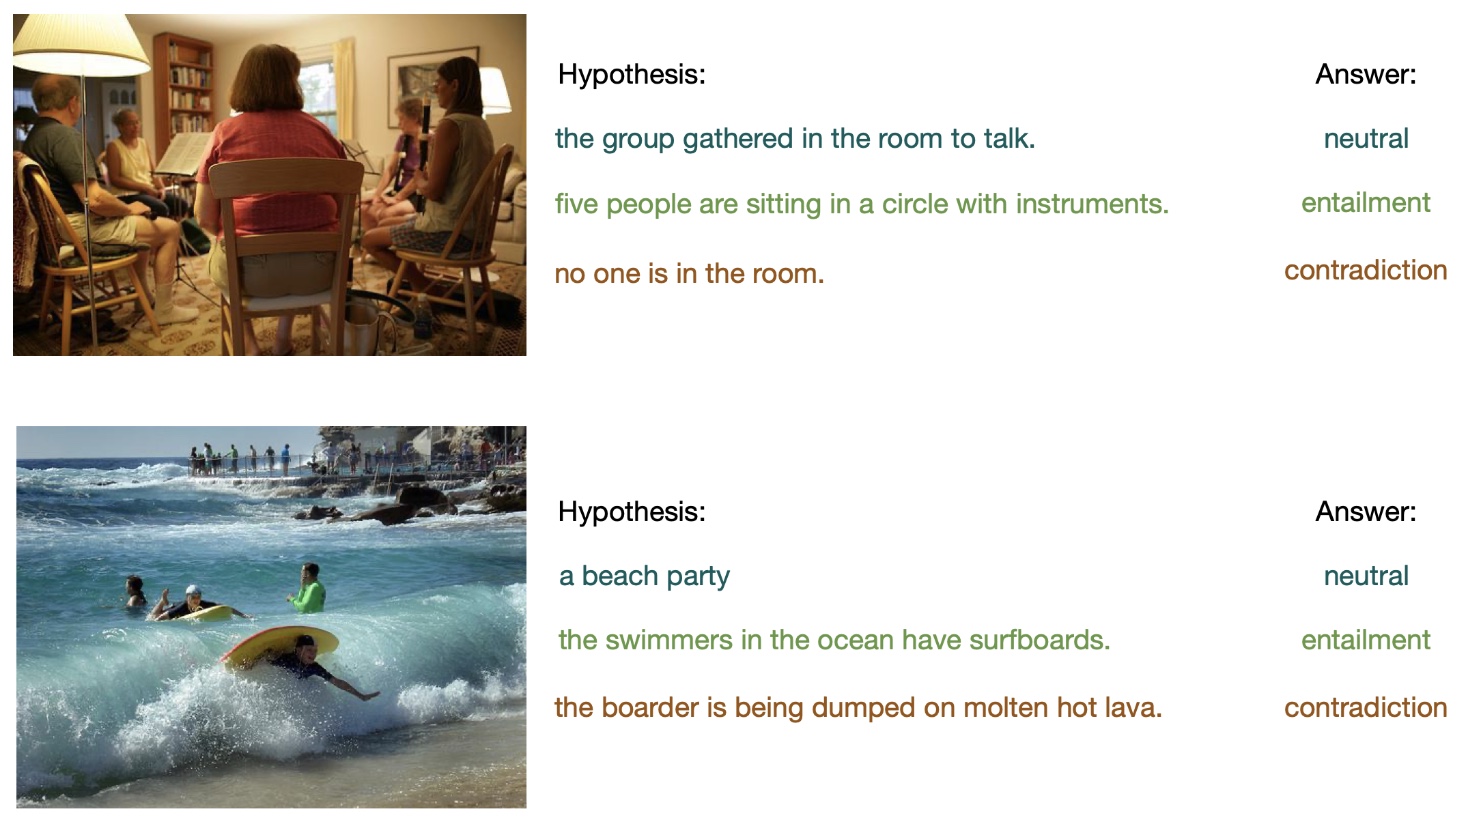 Hypothesis: Answer:
the group gathered in the room to talk. neutral
five people are sitting in a circle with instruments. entailment
no one is in the room. contradiction
Hypothesis: Answer:
a beach party neutral
the swimmers in the ocean have surfboards. entailment
the boarder is being dumped on molten hot lava. contradiction